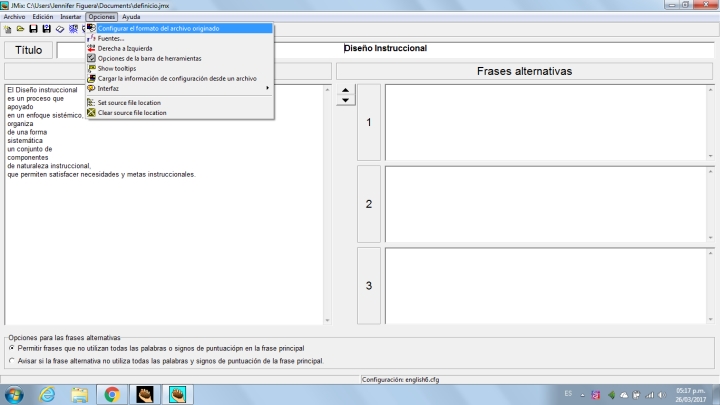 JMix: C:\Users\Jennifer Figuera\Documents\definicio.jmx
Archivo Edición Insertar Opciones Ayuda
Configurar el formato del archivo originado
Fuentes...
Derecha a Izquierda
Opciones de la barra de herramientas
Show tooltips
Cargar la información de configuración desde un archivo
Interfaz
Set source file location
Clear source file location
Título
Diseño Instruccional
Frases alternativas
El Diseño instruccional
es un proceso que
apoyado
en un enfoque sistémico,
organiza
de una forma
sistemática
un conjunto de
componentes
de naturaleza instruccional,
que permiten satisfacer necesidades y metas instruccionales.
1
2
3
Opciones para las frases alternativas
Permitir frases que no utilizan todas las palabras o signos de puntuaciópn en la frase principal
Avisar si la frase alternativa no utiliza todas las palabras y signos de puntuación de la frase principal.
Configuración: english6.cfg
ES
05:17 p.m.
26/03/2017